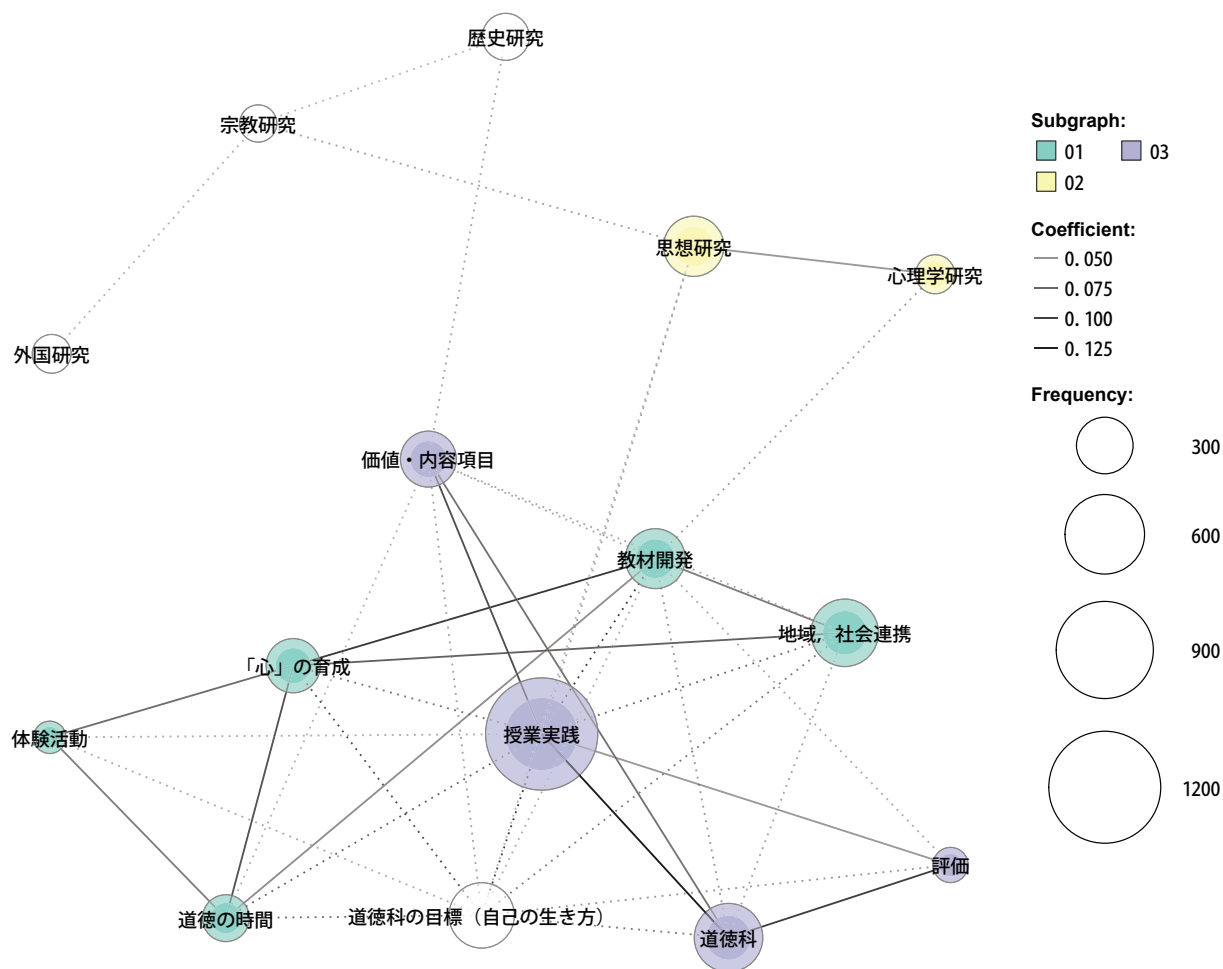 歴史研究
宗教研究
思想研究
心理学研究
外国研究
価値・内容項目
教材開発
地域，社会連携
「心」の育成
体験活動
授業実践
評価
道徳の時間
道徳科の目標（自己の生き方）
道徳科
Subgraph:
01 03
02
Coefficient:
0.050
0.075
0.100
0.125
Frequency:
300
600
900
1200